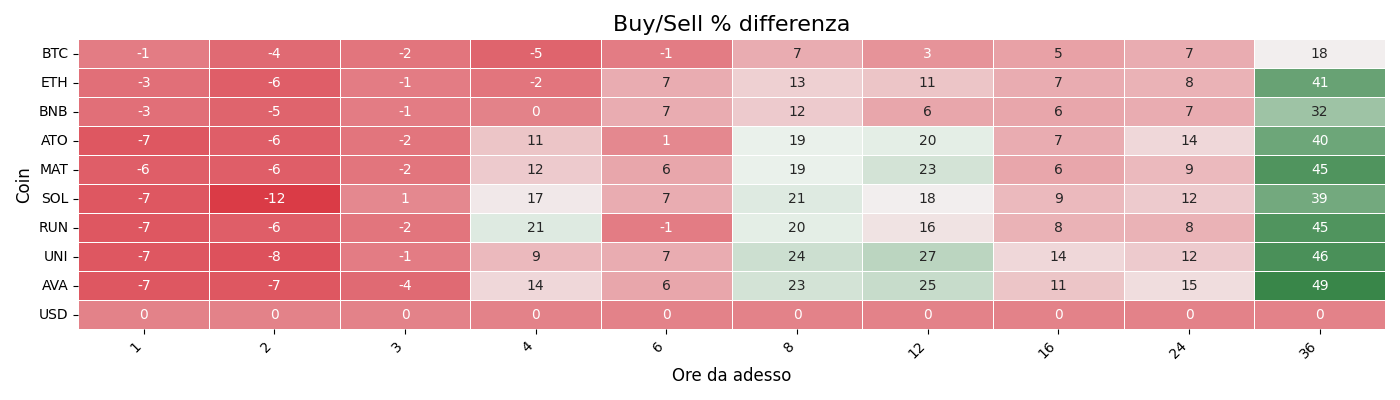 Buy/Sell % differenza
Coin
BTC -1 -4 -2 -5 -1 7 3 5 7 18
ETH -3 -6 -1 -2 7 13 11 7 8 41
BNB -3 -5 -1 0 7 12 6 6 7 32
ATO -7 -6 -2 11 1 19 20 7 14 40
MAT -6 -6 -2 12 6 19 23 6 9 45
SOL -7 -12 1 17 7 21 18 9 12 39
RUN -7 -6 -2 21 -1 20 16 8 8 45
UNI -7 -8 -1 9 7 24 27 14 12 46
AVA -7 -7 -4 14 6 23 25 11 15 49
USD 0 0 0 0 0 0 0 0 0 0
1 2 3 4 6 8 12 16 24 36
Ore da adesso